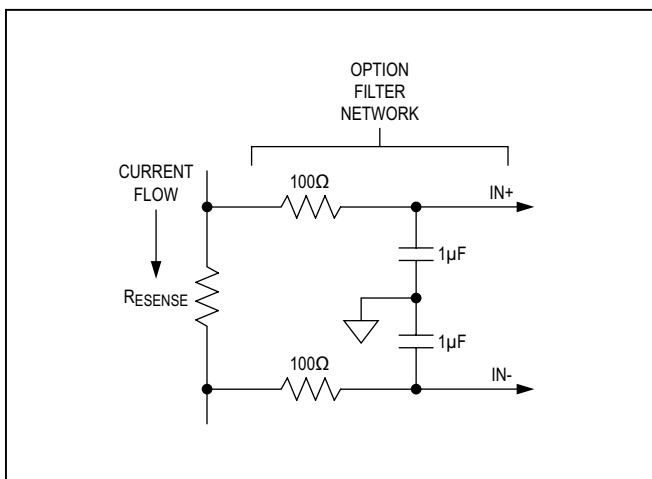 OPTION
FILTER
NETWORK
CURRENT
FLOW
100Ω
IN+
1µF
RESENSE
1µF
100Ω
IN-